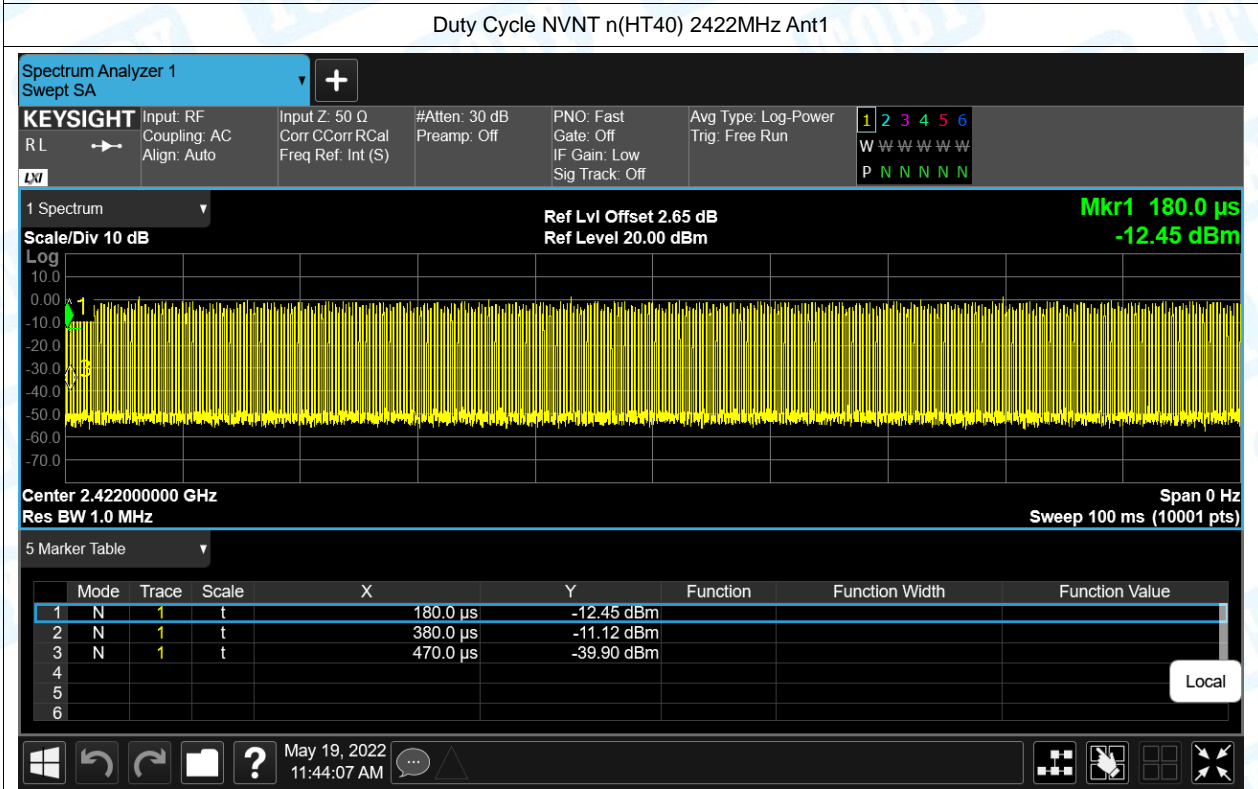 Duty Cycle NVNT n(HT40) 2422MHz Ant1
Spectrum Analyzer 1
Swept SA
KEYSIGHT Input: RF Input Z: 50 Ω #Atten: 30 dB PNO: Fast Avg Type: Log-Power 1 2 3 4 5 6
RL Coupling: AC Corr CCorr RCal Preamp: Off Gate: Off Trig: Free Run W W W W W W
Align: Auto Freq Ref: Int (S) IF Gain: Low
LXI Sig Track: Off P N N N N N
1 Spectrum Ref Lvl Offset 2.65 dB Mkr1 180.0 µs
Scale/Div 10 dB Ref Level 20.00 dBm -12.45 dBm
Log
10.0
0.00 1
-10.0
-20.0
-30.0 3
-40.0
-50.0
-60.0
-70.0
Center 2.422000000 GHz Span 0 Hz
Res BW 1.0 MHz Sweep 100 ms (10001 pts)
5 Marker Table
Mode Trace Scale X Y Function Function Width Function Value
1 N 1 t 180.0 µs -12.45 dBm
2 N 1 t 380.0 µs -11.12 dBm
3 N 1 t 470.0 µs -39.90 dBm
4
5
6
Local
? May 19, 2022
11:44:07 AM